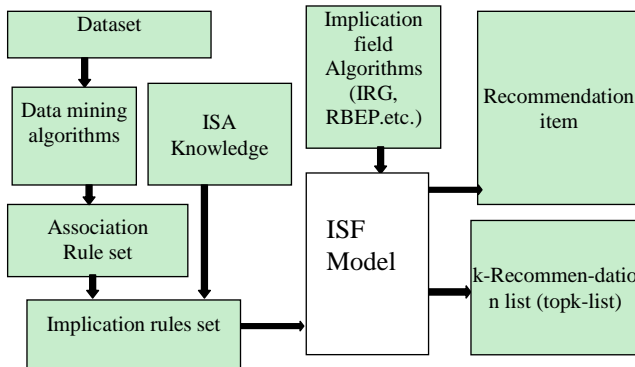 Dataset
Data mining
algorithms
Association
Rule set
ISA
Knowledge
Implication rules set
Implication
field
Algorithms
(IRG,
RBEP.etc.)
ISF
Model
Recommendation
item
k-Recommen-datio
n list (topk-list)